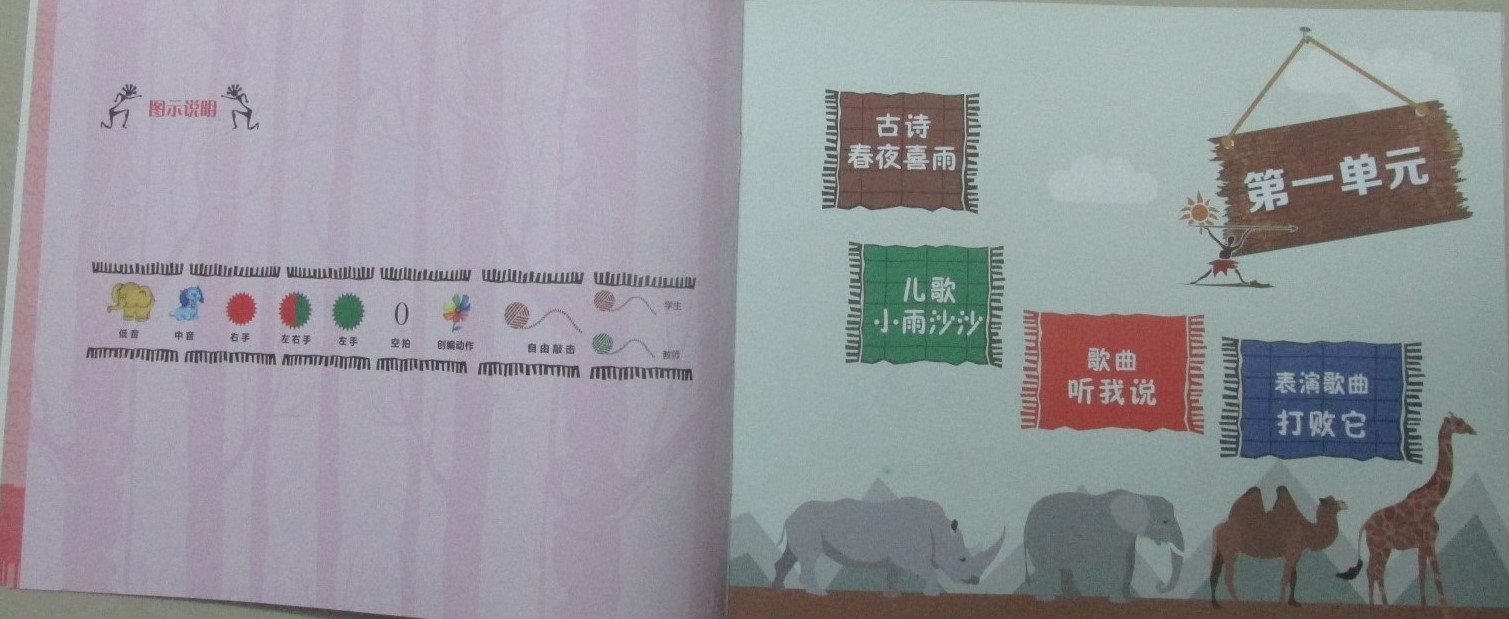 图示说明
低音 中音 右手 左右手 左手 空拍 创编动作 自由敲击 学生
教师
0
第一单元
古诗
春夜喜雨
儿歌
小雨沙沙
歌曲
听我说
表演歌曲
打败它